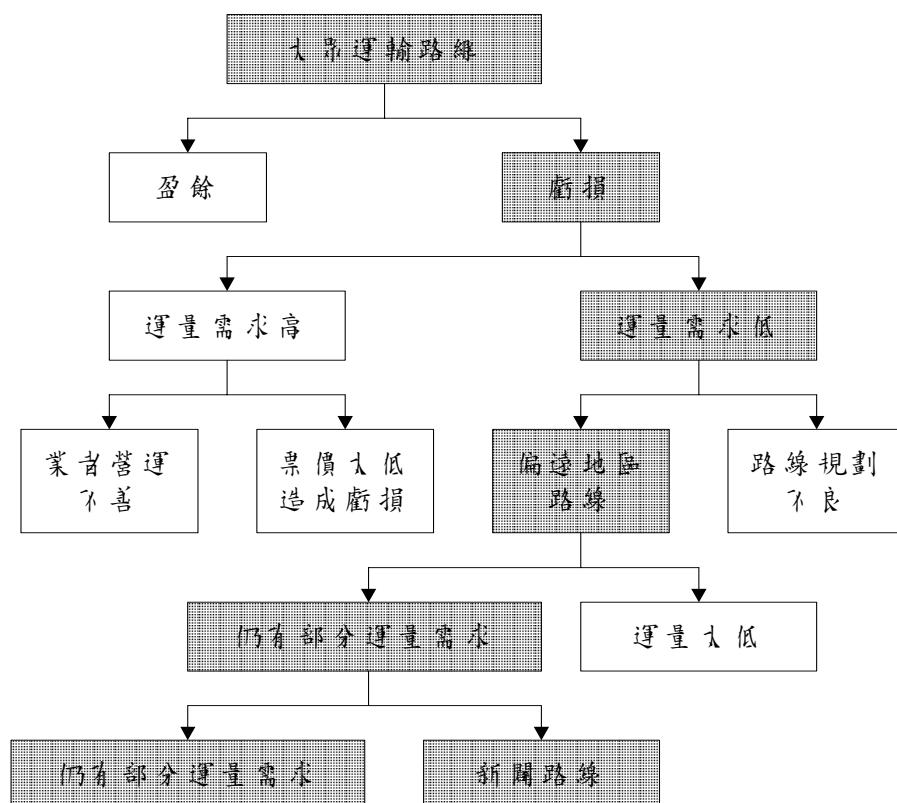 大眾運輸路線
盈餘
虧損
運量需求高
運量需求低
業者營運
不善
票價太低
造成虧損
偏遠地區
路線
路線規劃
不良
仍有部分運量需求
運量太低
仍有部分運量需求
新闢路線